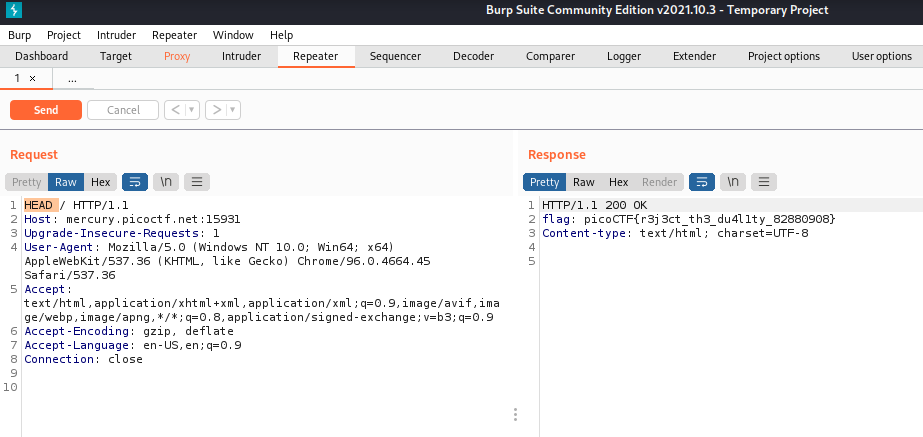 Burp Suite Community Edition v2021.10.3 - Temporary Project
Burp Project Intruder Repeater Window Help
Dashboard Target Proxy Intruder Repeater Sequencer Decoder Comparer Logger Extender Project options User options
1 × ...
Send Cancel < ▼ > ▼
Request
Pretty Raw Hex \n
1 HEAD / HTTP/1.1
2 Host: mercury.picoctf.net:15931
3 Upgrade-Insecure-Requests: 1
4 User-Agent: Mozilla/5.0 (Windows NT 10.0; Win64; x64)
AppleWebKit/537.36 (KHTML, like Gecko) Chrome/96.0.4664.45
Safari/537.36
5 Accept:
text/html,application/xhtml+xml,application/xml;q=0.9,image/avif,ima
ge/webp,image/apng,*/*;q=0.8,application/signed-exchange;v=b3;q=0.9
6 Accept-Encoding: gzip, deflate
7 Accept-Language: en-US,en;q=0.9
8 Connection: close
9
10
Response
Pretty Raw Hex Render \n
1 HTTP/1.1 200 OK
2 flag: picoCTF{r3j3ct_th3_du4l1ty_82880908}
3 Content-type: text/html; charset=UTF-8
4
5